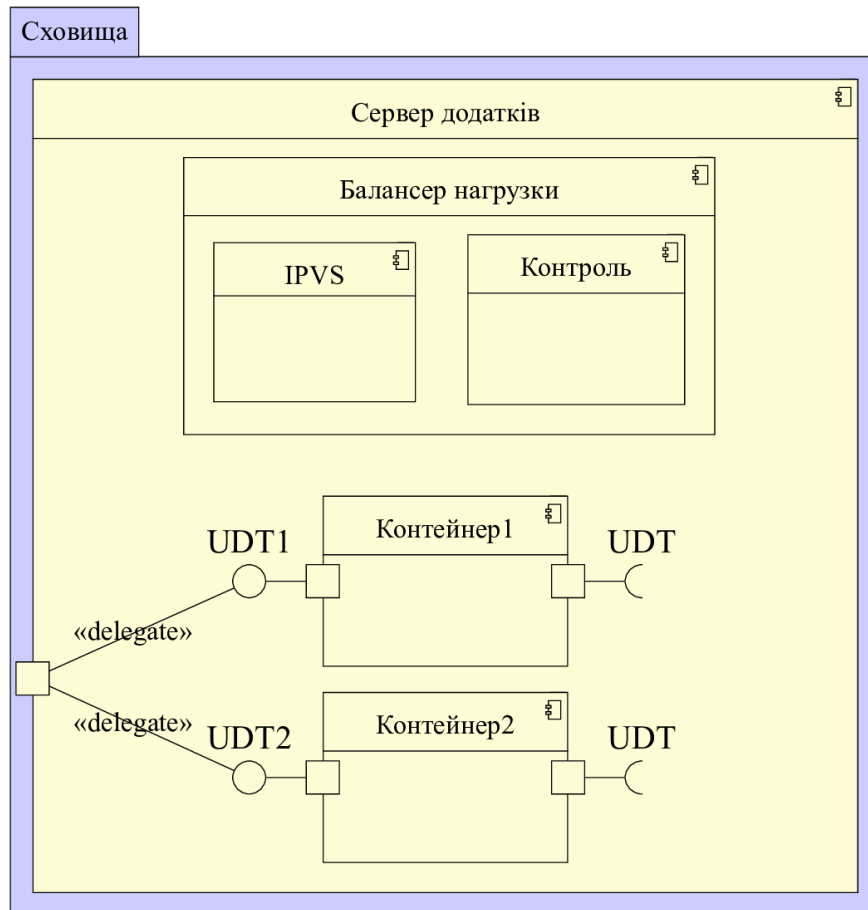 Сховища
Сервер додатків
Балансер нагрузки
IPVS
Контроль
Контейнер1
UDT1
UDT
«delegate»
«delegate»
Контейнер2
UDT2
UDT